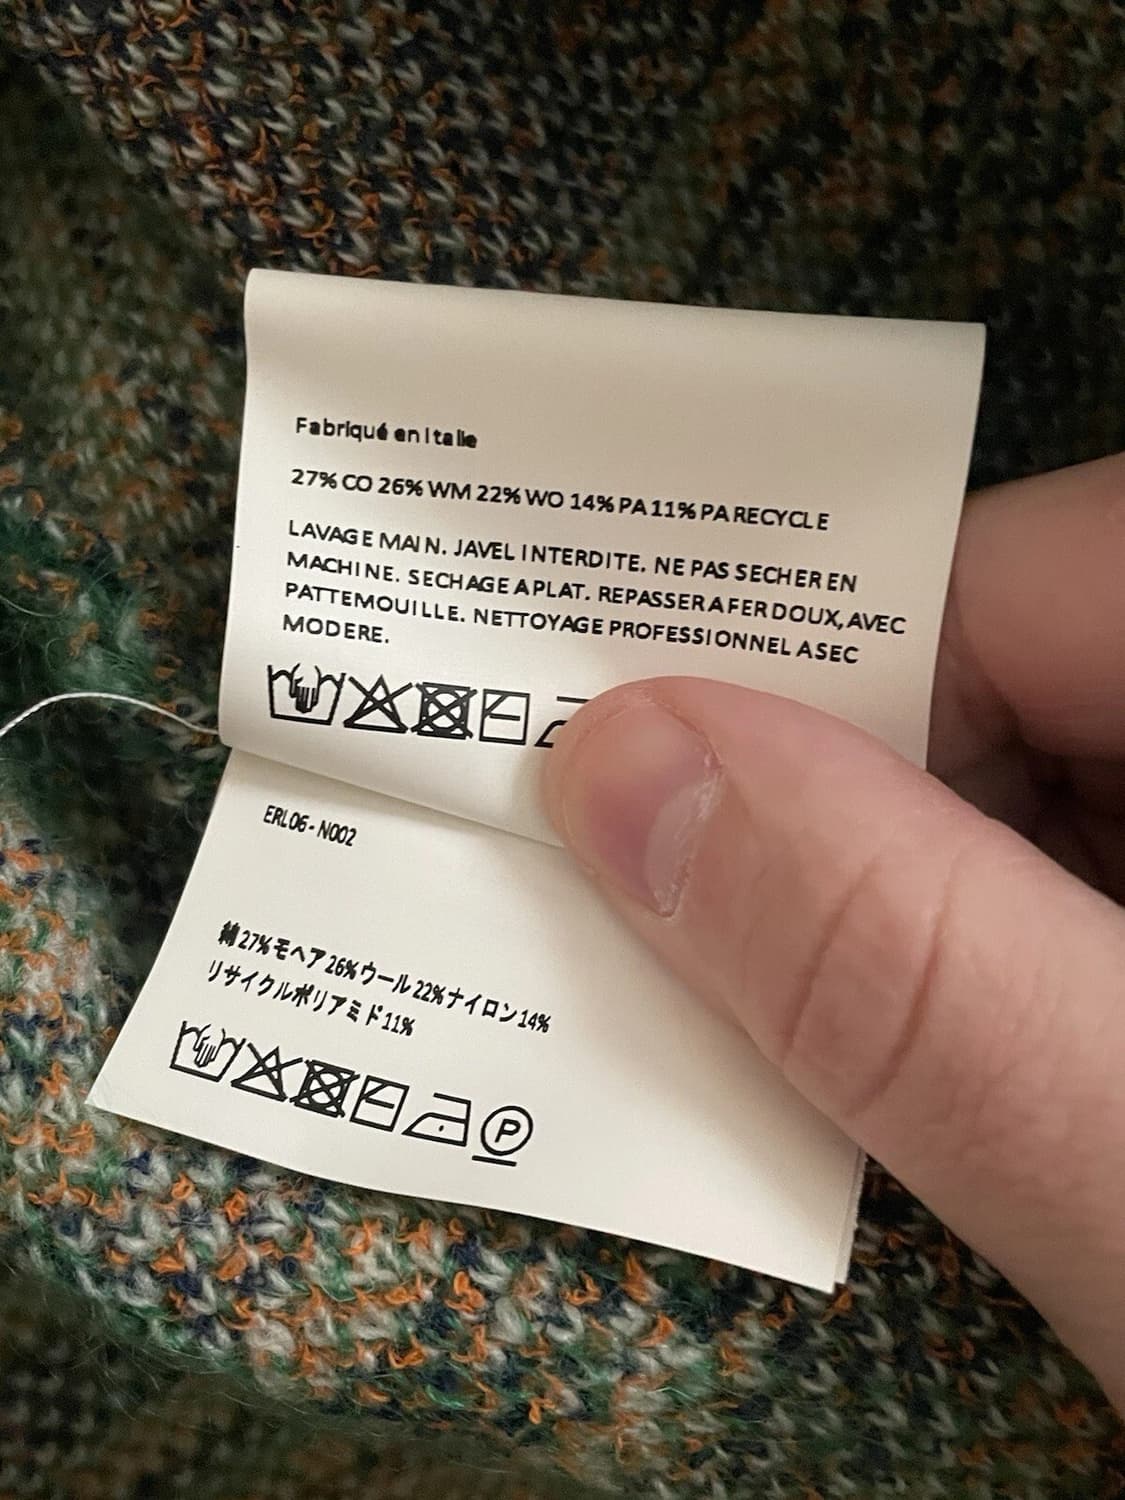 Fabriqué en Italie
27% CO 26% WM 22% WO 14% PA 11% PA RECYCLE
LAVAGE MAIN. JAVEL INTERDITE. NE PAS SECHER EN
MACHINE. SECHAGE A PLAT. REPASSER A FER DOUX, AVEC
PATTEMOUILLE. NETTOYAGE PROFESSIONNEL A SEC
MODERE.
ERL06-N002
綿27%モヘア26%ウール22%ナイロン14%
リサイクルポリアミド11%
P